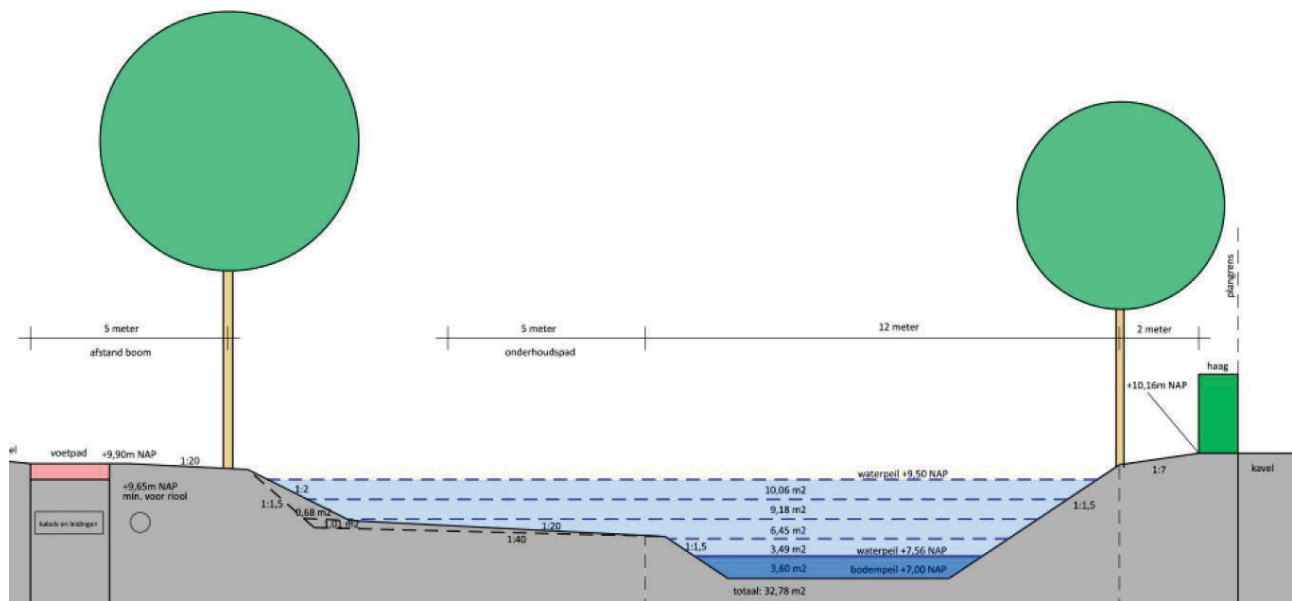 plangrens
5 meter
5 meter
12 meter
2 meter
afstand boom
onderhoudspad
haag
+10,16m NAP
el
voetpad
+9,90m NAP
1:20
waterpeil +9,50 NAP
1:7
kavel
+9,65m NAP
min. voor riool
1:2
10,06 m2
1:1,5
9,18 m2
1:1,5
0,68 m2
kabels en leidingen
1,01 m2
1:20
6,45 m2
1:40
1:1,5
3,49 m2
waterpeil +7,56 NAP
3,60 m2
bodempeil +7,00 NAP
totaal: 32,78 m2